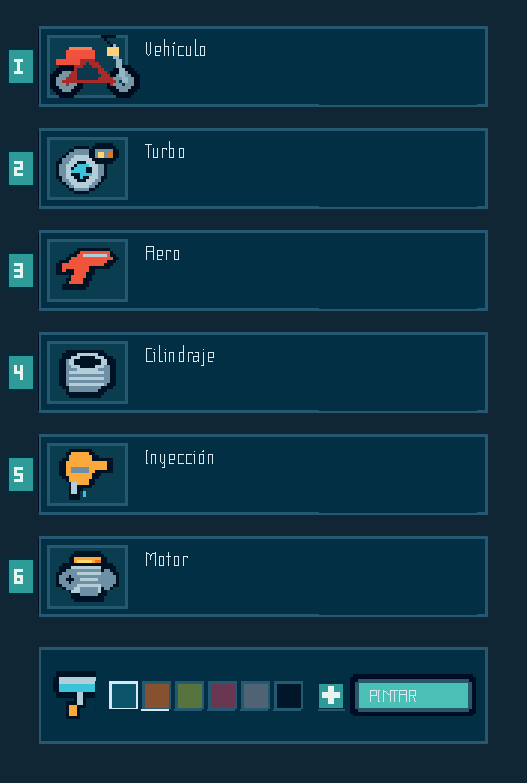 1
Vehículo
2
Turbo
3
Aero
4
Cilindraje
5
Inyección
6
Motor
PINTAR